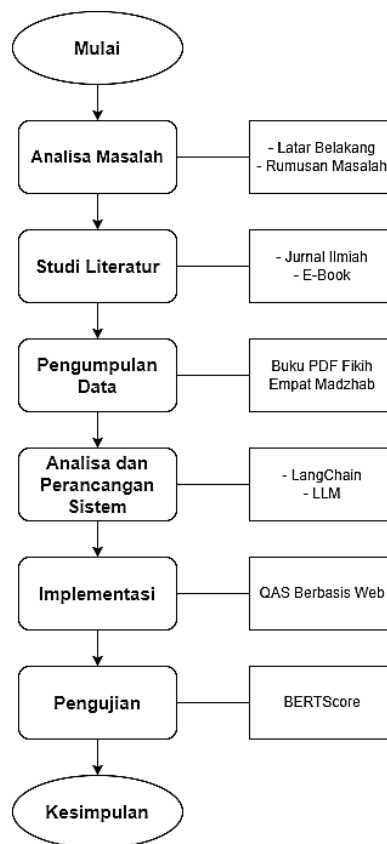 Mulai
Analisa Masalah
- Latar Belakang
- Rumusan Masalah
Studi Literatur
- Jurnal Ilmiah
- E-Book
Pengumpulan
Data
Buku PDF Fikih
Empat Madzhab
Analisa dan
Perancangan
Sistem
- LangChain
- LLM
Implementasi
QAS Berbasis Web
Pengujian
BERTScore
Kesimpulan